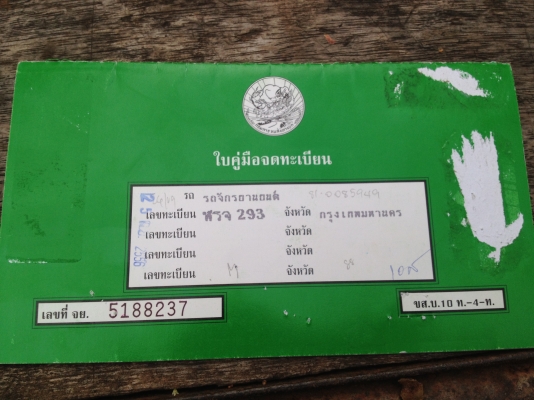 ใบคู่มือจดทะเบียน
รถ รถจักรยานยนต์
เลขทะเบียน 293 จังหวัด กรุงเทพมหานคร
เลขทะเบียน จังหวัด
เลขทะเบียน จังหวัด
เลขทะเบียน จังหวัด
เลขที่ จย. 5188237
ขส.บ.10 ท.-4-ท.